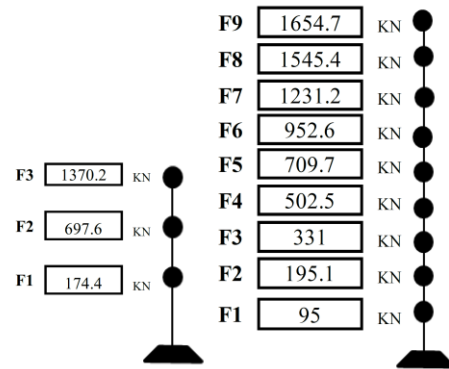 F3 1370.2 KN
F2 697.6 KN
F1 174.4 KN
F9 1654.7 KN
F8 1545.4 KN
F7 1231.2 KN
F6 952.6 KN
F5 709.7 KN
F4 502.5 KN
F3 331 KN
F2 195.1 KN
F1 95 KN